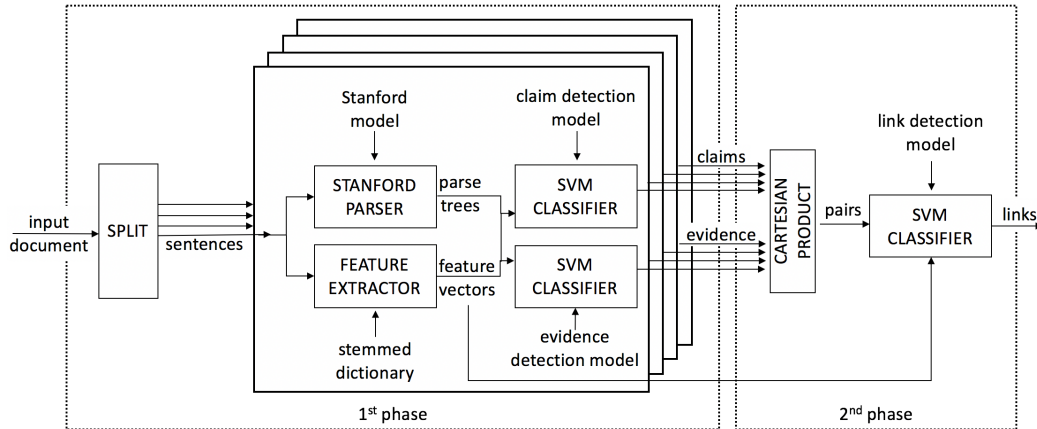 Stanford
model
claim detection
model
link detection
model
claims
STANFORD
PARSER
parse
trees
SVM
CLASSIFIER
input
document
SPLIT
sentences
CARTESIAN
PRODUCT
pairs
SVM
CLASSIFIER
links
evidence
FEATURE
EXTRACTOR
feature
vectors
SVM
CLASSIFIER
stemmed
dictionary
evidence
detection model
1st phase
2nd phase